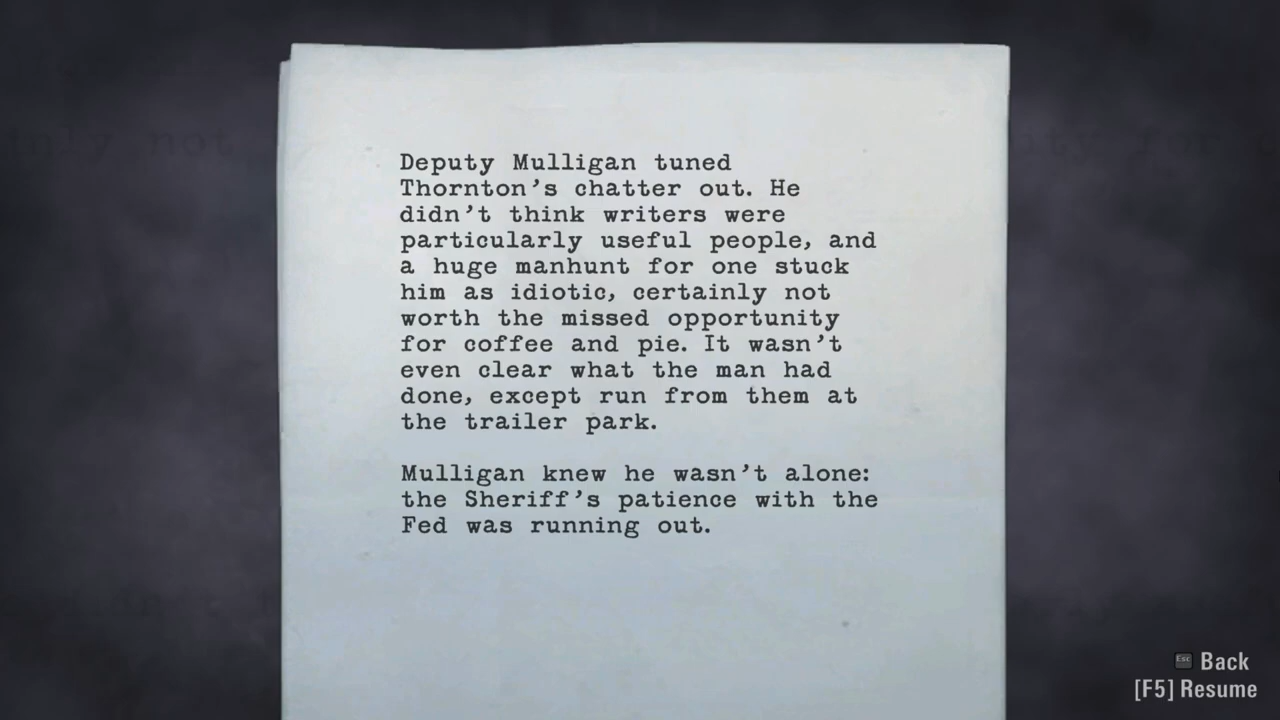 Deputy Mulligan tuned
Thornton's chatter out. He
didn't think writers were
particularly useful people, and
a huge manhunt for one stuck
him as idiotic, certainly not
worth the missed opportunity
for coffee and pie. It wasn't
even clear what the man had
done, except run from them at
the trailer park.
Mulligan knew he wasn't alone:
the Sheriff's patience with the
Fed was running out.
Esc Back
[F5] Resume